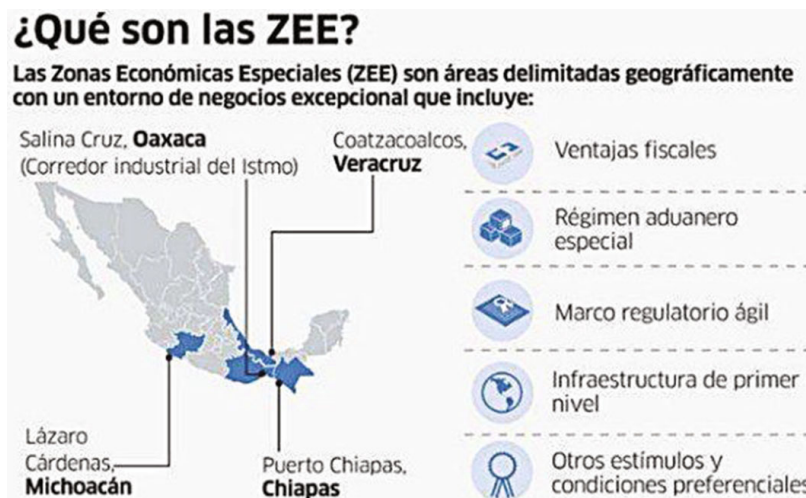 ¿Qué son las ZEE?
Las Zonas Económicas Especiales (ZEE) son áreas delimitadas geográficamente
con un entorno de negocios excepcional que incluye:
Salina Cruz, Oaxaca
(Corredor industrial del Istmo)
Coatzacoalcos,
Veracruz
Lázaro
Cárdenas,
Michoacán
Puerto Chiapas,
Chiapas
Ventajas fiscales
Régimen aduanero
especial
Marco regulatorio ágil
Infraestructura de primer
nivel
Otros estímulos y
condiciones preferenciales